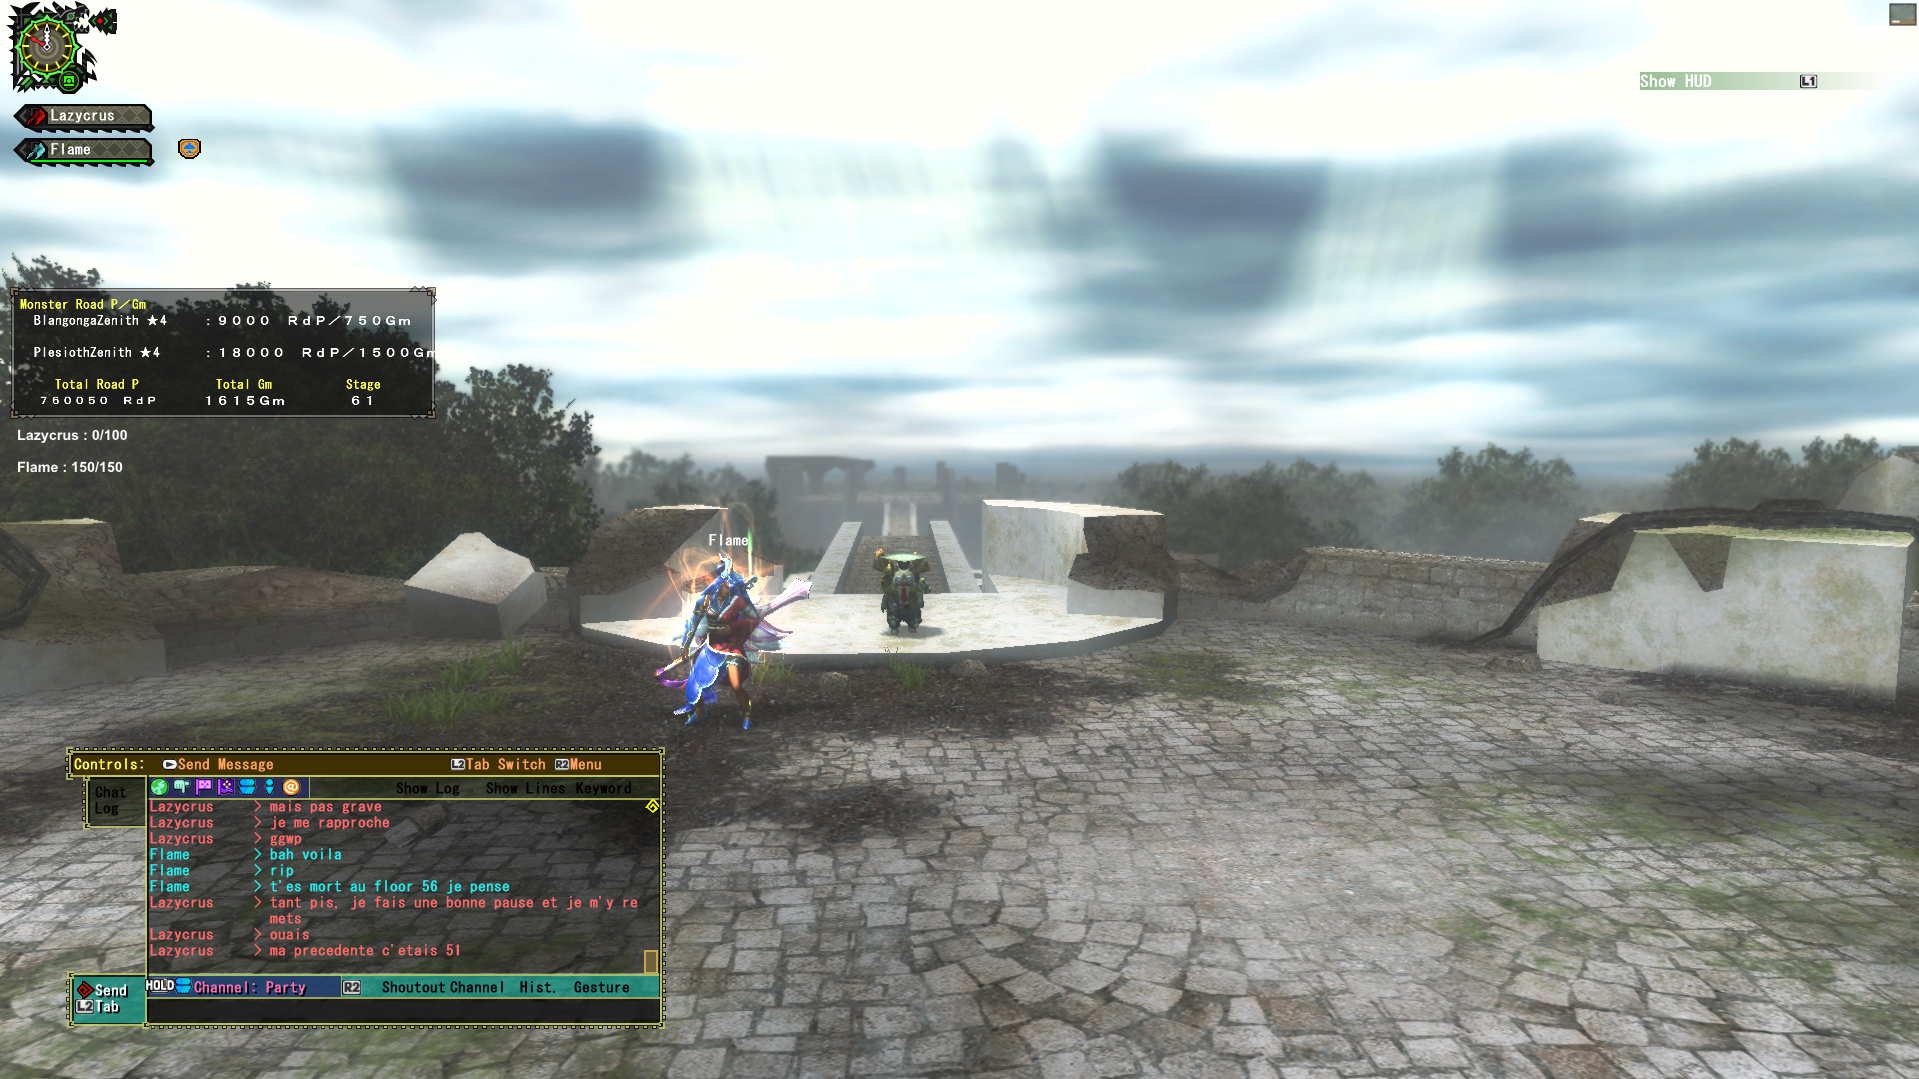 Show HUD L1
Lazycrus
Flame
Monster Road P／Gm
BlangongaZenith ★4 ：9000 RdP／750Gm
PlesiothZenith ★4 ：18000 RdP／1500Gm
Total Road P Total Gm Stage
760050 RdP 1615Gm 61
Lazycrus : 0/100
Flame : 150/150
Flame
Controls: Send Message L2 Tab Switch R2 Menu
Chat Log
Show Log Show Lines Keyword
Lazycrus > mais pas grave
Lazycrus > je me rapproche
Lazycrus > ggwp
Flame > bah voila
Flame > rip
Flame > t'es mort au floor 56 je pense
Lazycrus > tant pis, je fais une bonne pause et je m'y re
mets
Lazycrus > ouais
Lazycrus > ma precedente c'etais 51
Send
L2 Tab
HOLD Channel: Party R2 Shoutout Channel Hist. Gesture